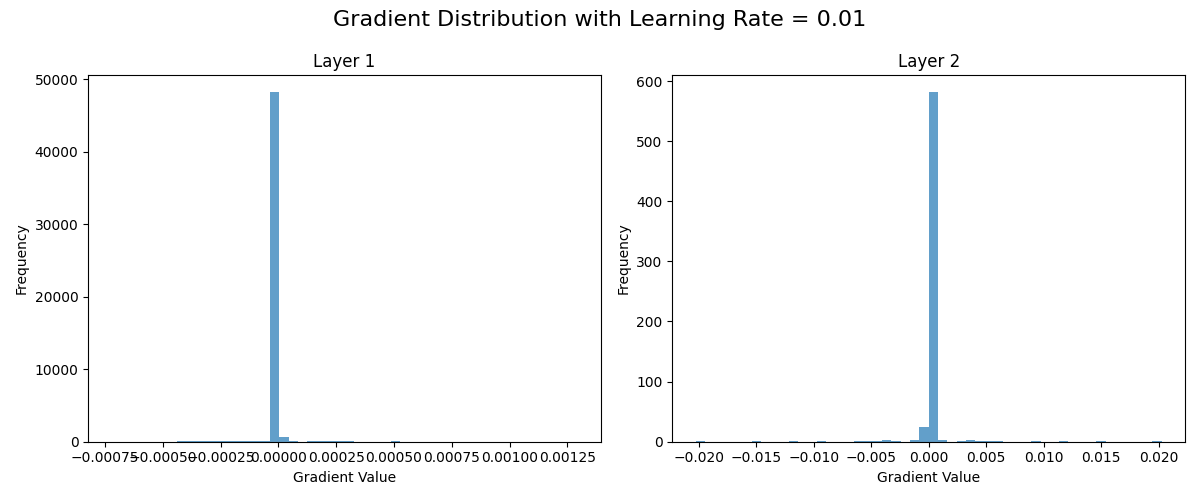 Gradient Distribution with Learning Rate = 0.01
Layer 1
Frequency
50000
40000
30000
20000
10000
0
−0.00075 −0.00050 −0.00025 0.00000 0.00025 0.00050 0.00075 0.00100 0.00125
Gradient Value
Layer 2
Frequency
600
500
400
300
200
100
0
−0.020 −0.015 −0.010 −0.005 0.000 0.005 0.010 0.015 0.020
Gradient Value